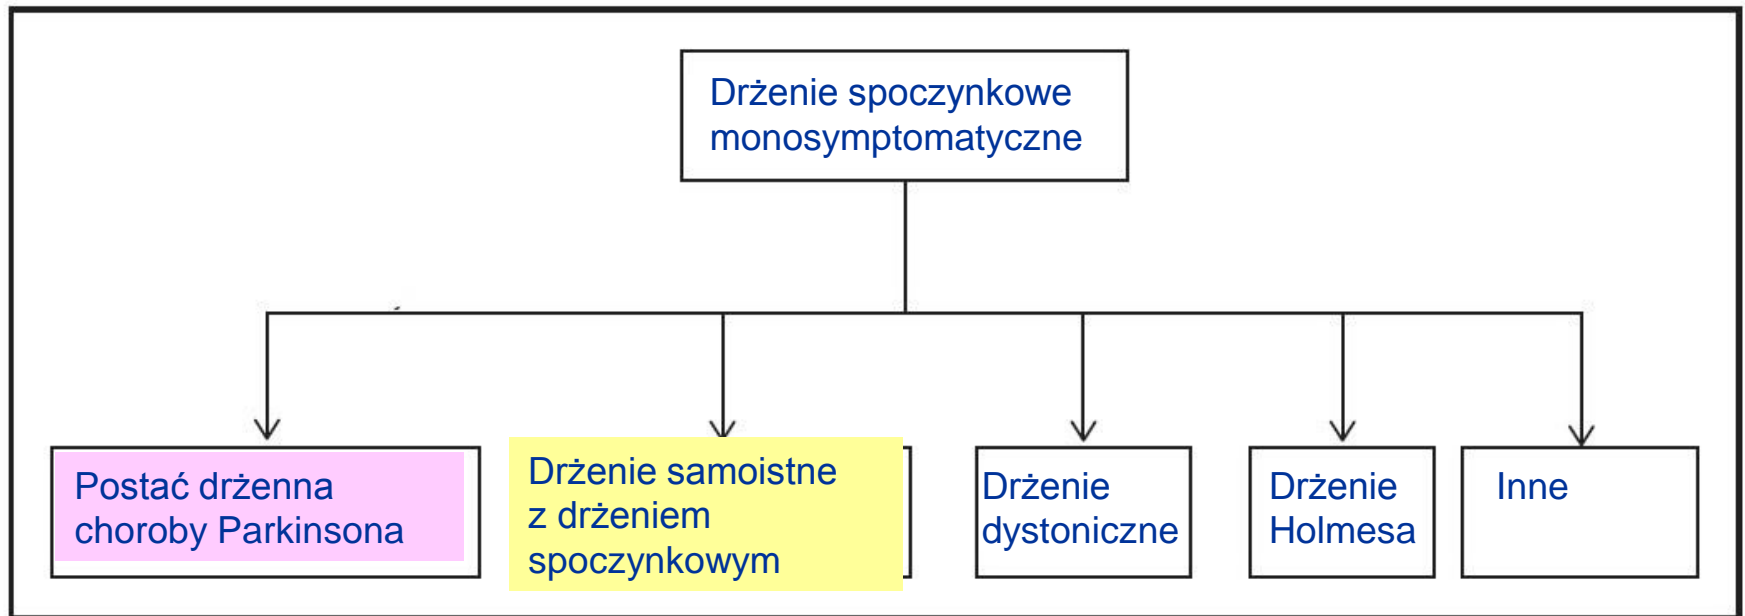 Drżenie spoczynkowe
monosymptomatyczne
Postać drżenna
choroby Parkinsona
Drżenie samoistne
z drżeniem
spoczynkowym
Drżenie
dystoniczne
Drżenie
Holmesa
Inne